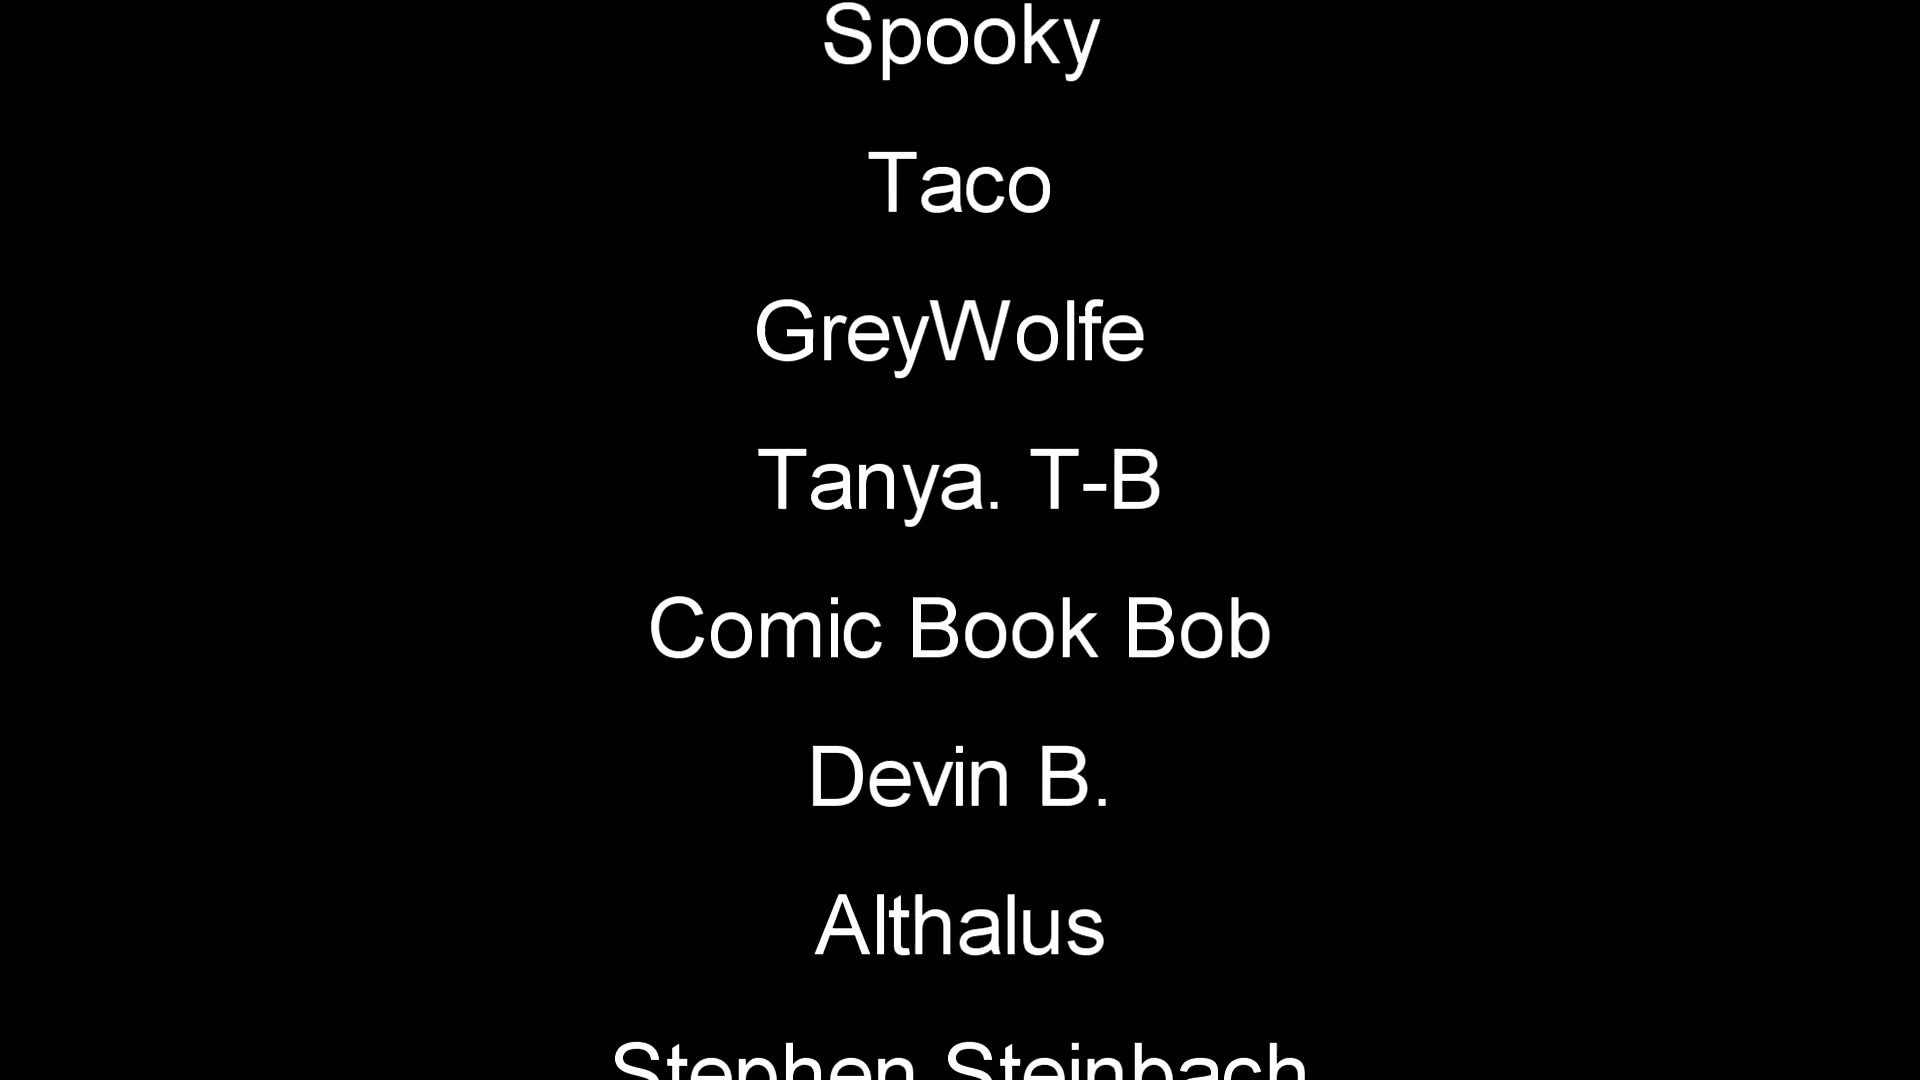 Spooky
Taco
GreyWolfe
Tanya. T-B
Comic Book Bob
Devin B.
Althalus
Stephen Steinbach